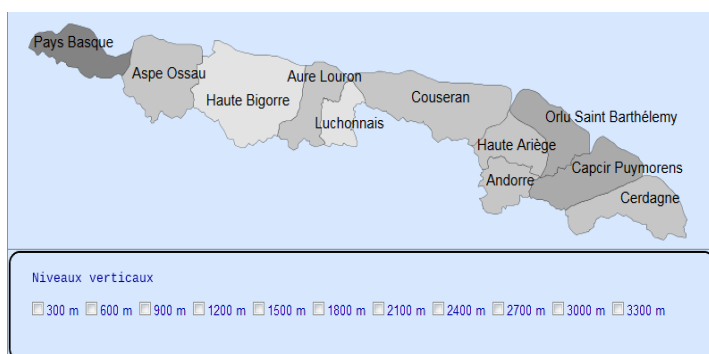 Pays Basque
Aspe Ossau
Haute Bigorre
Aure Louron
Luchonnais
Couseran
Orlu Saint Barthélemy
Haute Ariège
Capcir Puymorens
Andorre
Cerdagne
Niveaux verticaux
300 m 600 m 900 m 1200 m 1500 m 1800 m 2100 m 2400 m 2700 m 3000 m 3300 m